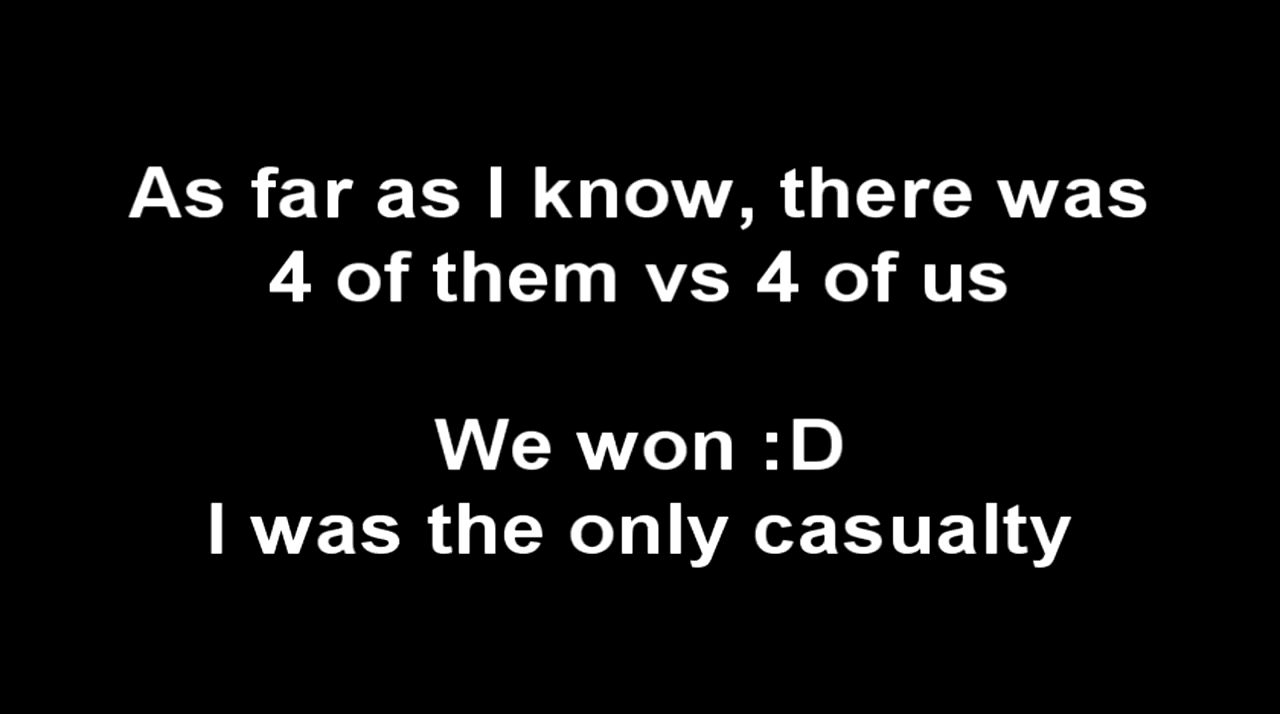 As far as I know, there was
4 of them vs 4 of us
We won :D
I was the only casualty